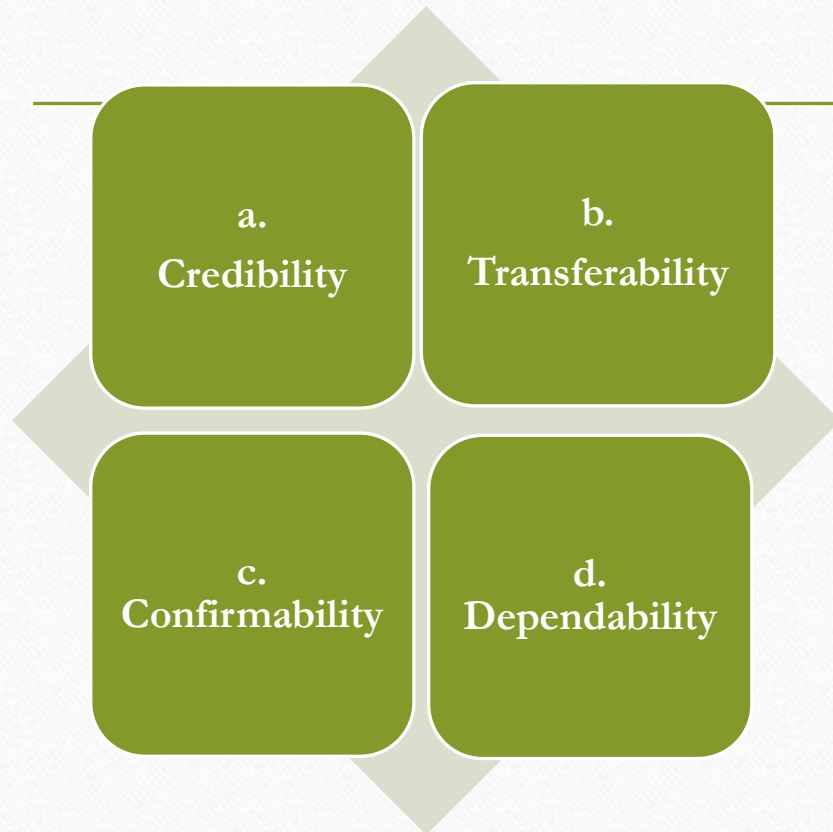 a.
Credibility
b.
Transferability
c.
Confirmability
d.
Dependability